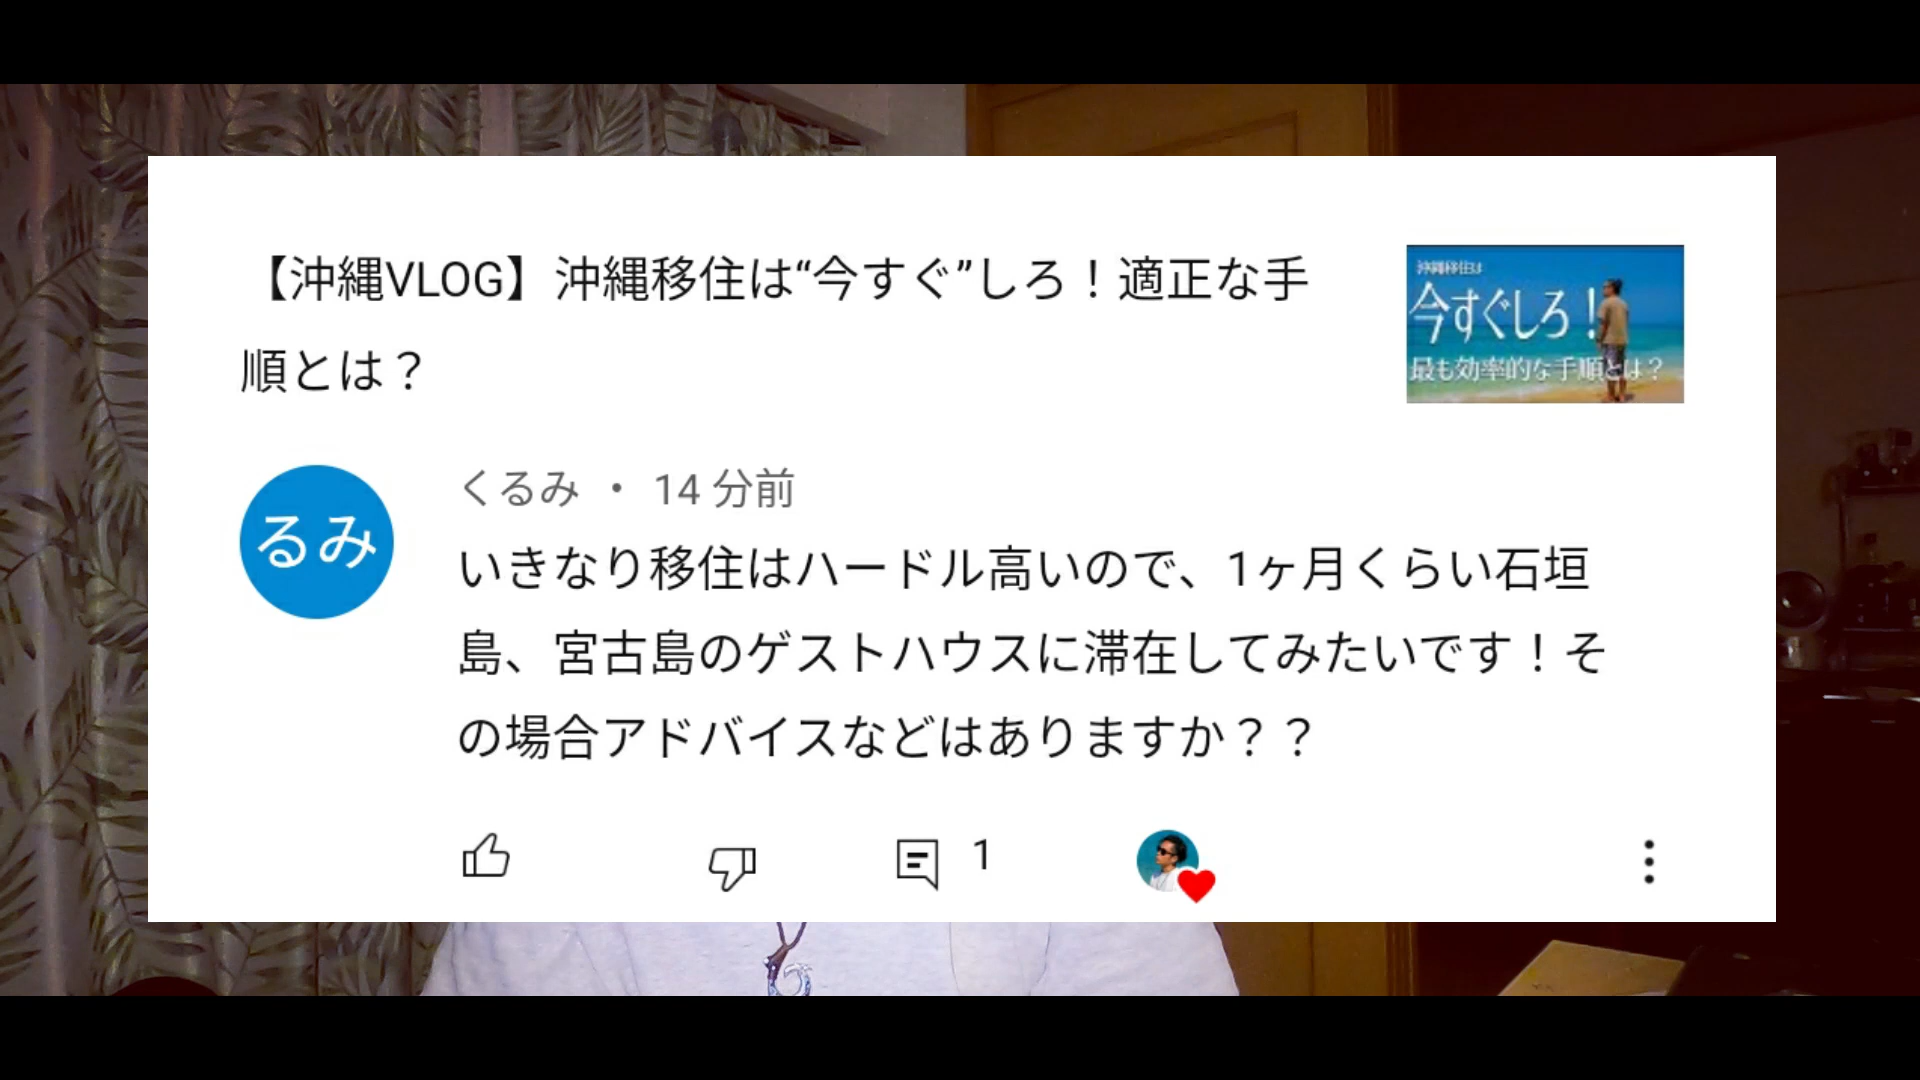 【沖縄VLOG】沖縄移住は“今すぐ”しろ！適正な手
順とは？
沖縄移住は
今すぐしろ！
最も効率的な手順とは？
るみ
くるみ ・ 14 分前
いきなり移住はハードル高いので、1ヶ月くらい石垣
島、宮古島のゲストハウスに滞在してみたいです！そ
の場合アドバイスなどはありますか？？
1